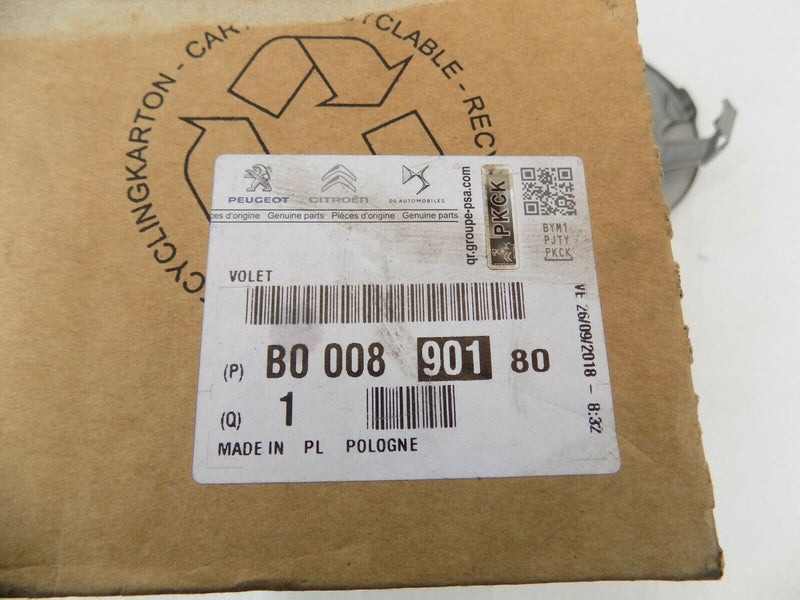 CYCLINGKARTON - CAR
CYCLABLE - RECY
PEUGEOT CITROËN DS AUTOMOBILES
ces d'origine Genuine parts Pièces d'origine Genuine parts
qr.groupe-psa.com
PKCK
BYM1
PJTY
PKCK
VOLET
VE 26/09/2018 - 8:32
(P) B0 008 901 80
(Q) 1
MADE IN PL POLOGNE